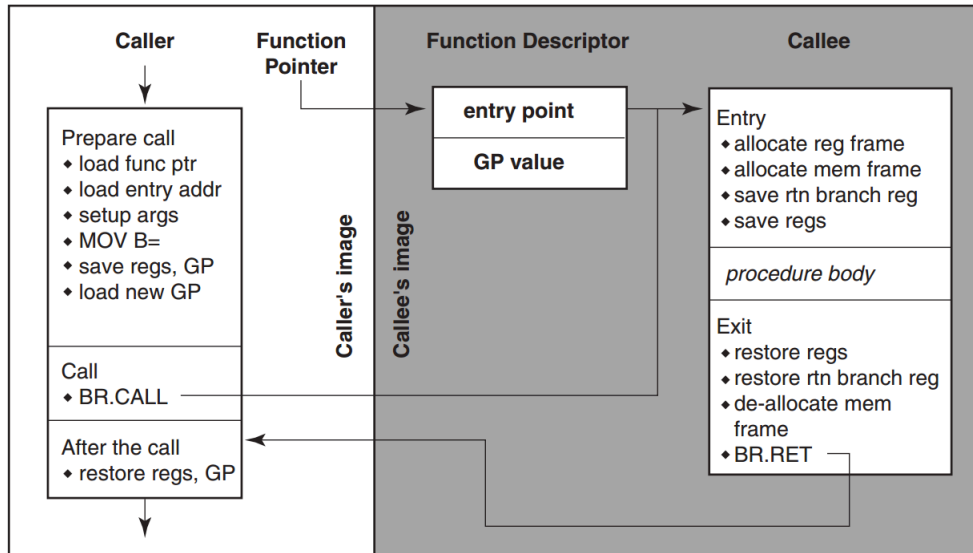 Caller
Function
Pointer
Function Descriptor
Callee
Prepare call
◆ load func ptr
◆ load entry addr
◆ setup args
◆ MOV B=
◆ save regs, GP
◆ load new GP
Call
◆ BR.CALL
After the call
◆ restore regs, GP
Caller's image
Callee's image
entry point
GP value
Entry
◆ allocate reg frame
◆ allocate mem frame
◆ save rtn branch reg
◆ save regs
procedure body
Exit
◆ restore regs
◆ restore rtn branch reg
◆ de-allocate mem
frame
◆ BR.RET